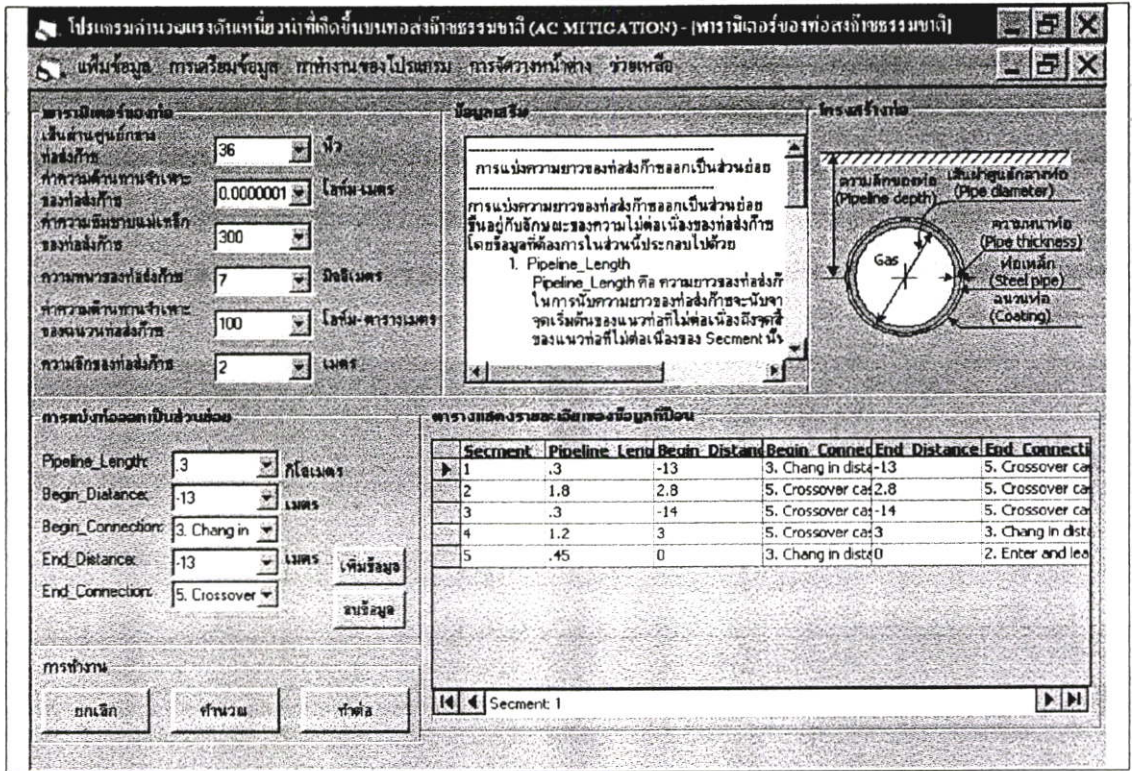 โปรแกรมคำนวณแรงดันเหนี่ยวนำที่เกิดขึ้นบนท่อส่งก๊าซธรรมชาติ (AC MITIGATION) - [พารามิเตอร์ของท่อส่งก๊าซธรรมชาติ]
แฟ้มข้อมูล การเตรียมข้อมูล การทำงานของโปรแกรม การจัดวางหน้าต่าง ช่วยเหลือ
พารามิเตอร์ของท่อ
เส้นผ่านศูนย์กลาง
ท่อส่งก๊าซ
36
นิ้ว
ค่าความต้านทานจำเพาะ
ของท่อส่งก๊าซ
0.0000001
โอห์ม-เมตร
ค่าความซึมซาบแม่เหล็ก
ของท่อส่งก๊าซ
300
ความหนาของท่อส่งก๊าซ
7
มิลลิเมตร
ค่าความต้านทานจำเพาะ
ของฉนวนท่อส่งก๊าซ
100
โอห์ม-ตารางเมตร
ความลึกของท่อส่งก๊าซ
2
เมตร
ข้อมูลเสริม
การแบ่งความยาวของท่อส่งก๊าซออกเป็นส่วนย่อย
การแบ่งความยาวของท่อส่งก๊าซออกเป็นส่วนย่อย
ขึ้นอยู่กับลักษณะของความไม่ต่อเนื่องของท่อส่งก๊าซ
โดยข้อมูลที่ต้องการในส่วนนี้ประกอบไปด้วย
1. Pipeline_Length
Pipeline_Length คือ ความยาวของท่อส่งก๊
ในการนับความยาวของท่อส่งก๊าซจะนับจา
จุดเริ่มต้นของแนวท่อที่ไม่ต่อเนื่องถึงจุดสิ้
ของแนวท่อที่ไม่ต่อเนื่องของ Secment นั้น
โครงสร้างท่อ
ความลึกของท่อ
(Pipeline depth)
เส้นผ่าศูนย์กลางท่อ
(Pipe diameter)
ความหนาท่อ
(Pipe thickness)
Gas
ท่อเหล็ก
(Steel pipe)
ฉนวนท่อ
(Coating)
การแบ่งท่อออกเป็นส่วนย่อย
Pipeline_Length: .3 กิโลเมตร
Begin_Diatance: -13 เมตร
Begin_Connection: 3. Chang in
End_Distance: -13 เมตร
End_Connection: 5. Crossover
เพิ่มข้อมูล
ลบข้อมูล
การทำงาน
ยกเลิก คำนวณ ทำต่อ
ตารางแสดงรายละเอียดของข้อมูลที่ป้อน
Secment Pipeline_Leng Begin_Distand Begin_Connec End_Distance End_Connecti
1 .3 -13 3. Chang in dista -13 5. Crossover ca
2 1.8 2.8 5. Crossover ca 2.8 5. Crossover ca
3 .3 -14 5. Crossover ca -14 5. Crossover ca
4 1.2 3 5. Crossover ca 3 3. Chang in dista
5 .45 0 3. Chang in dista 0 2. Enter and lea
Secment: 1